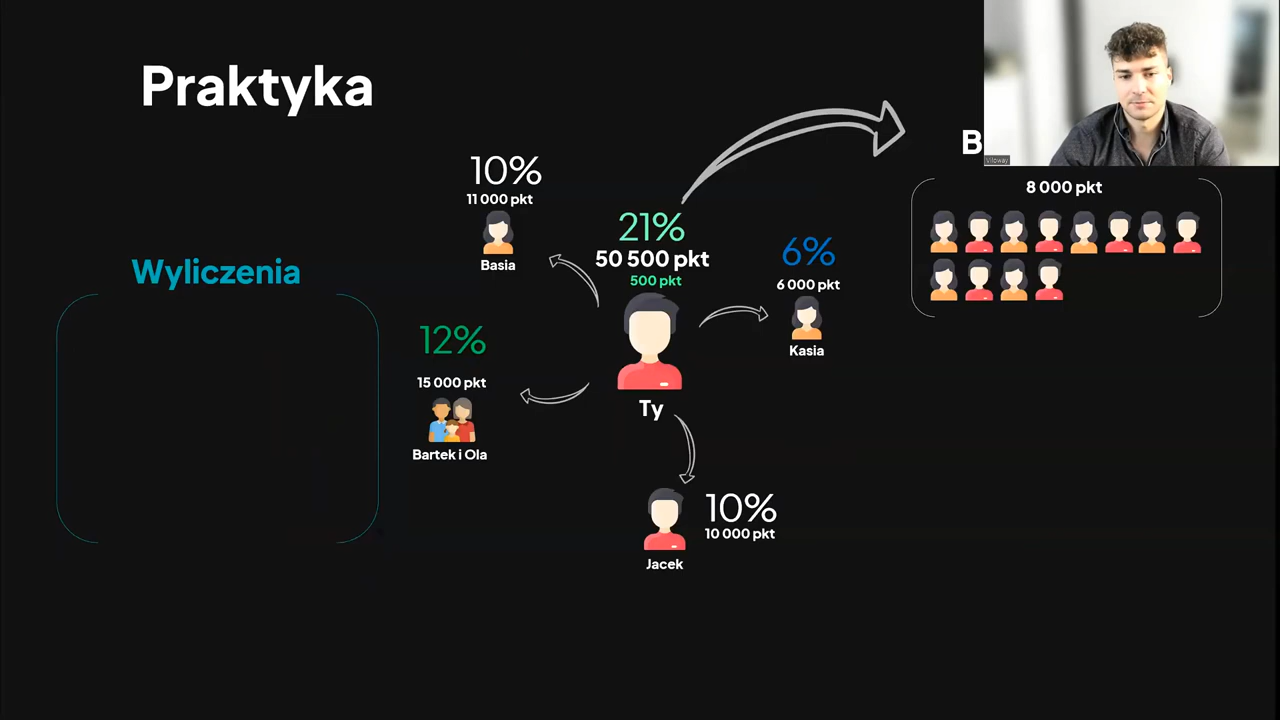 Praktyka
B
Viloway
8 000 pkt
10%
11 000 pkt
Basia
21%
50 500 pkt
500 pkt
6%
6 000 pkt
Kasia
Wyliczenia
12%
15 000 pkt
Bartek i Ola
Ty
10%
10 000 pkt
Jacek